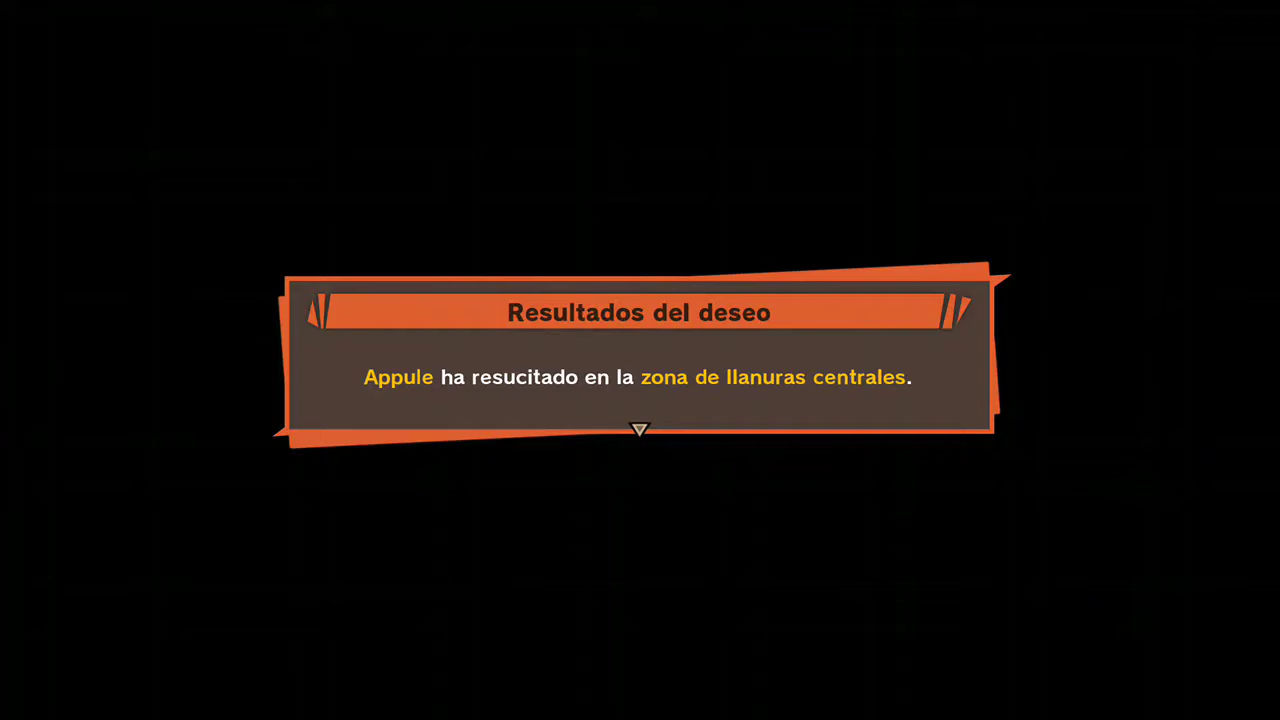 Resultados del deseo
Appule ha resucitado en la zona de llanuras centrales.